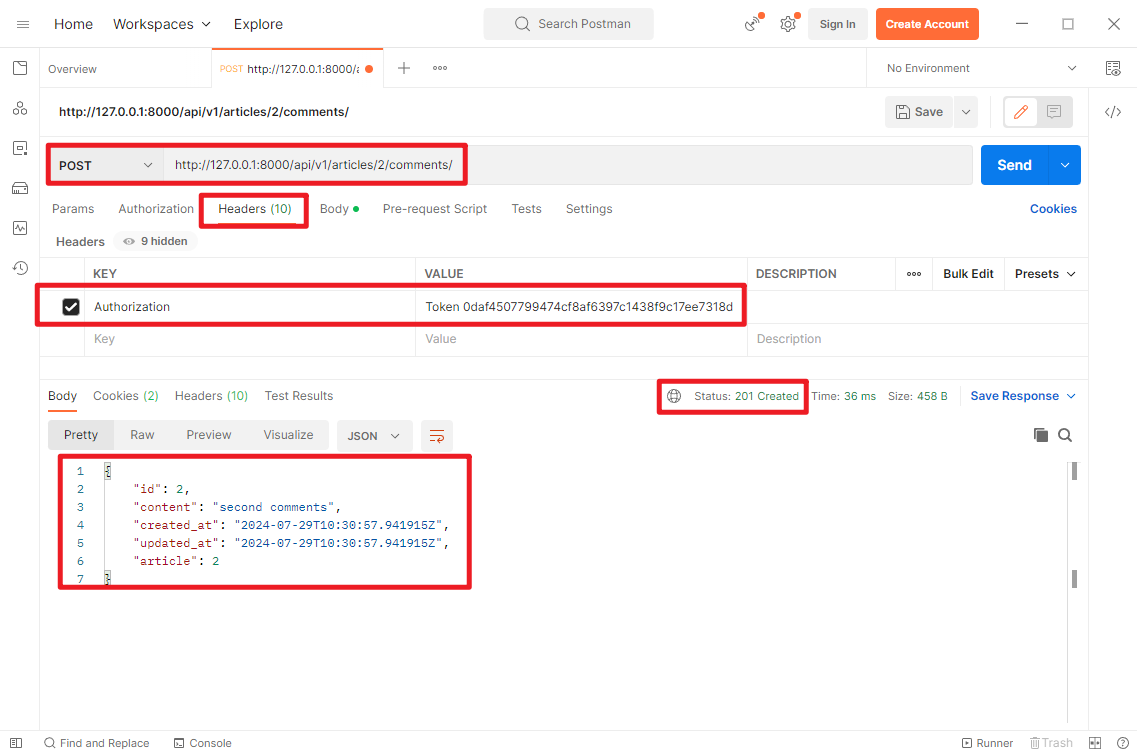 Home Workspaces Explore Search Postman Sign In Create Account
Overview POST http://127.0.0.1:8000/a No Environment
http://127.0.0.1:8000/api/v1/articles/2/comments/ Save
POST http://127.0.0.1:8000/api/v1/articles/2/comments/ Send
Params Authorization Headers (10) Body Pre-request Script Tests Settings Cookies
Headers 9 hidden
KEY VALUE DESCRIPTION Bulk Edit Presets
Authorization Token 0daf4507799474cf8af6397c1438f9c17ee7318d
Key Value Description
Body Cookies (2) Headers (10) Test Results Status: 201 Created Time: 36 ms Size: 458 B Save Response
Pretty Raw Preview Visualize JSON
1 {
2 "id": 2,
3 "content": "second comments",
4 "created_at": "2024-07-29T10:30:57.941915Z",
5 "updated_at": "2024-07-29T10:30:57.941915Z",
6 "article": 2
7 }
Find and Replace Console Runner Trash